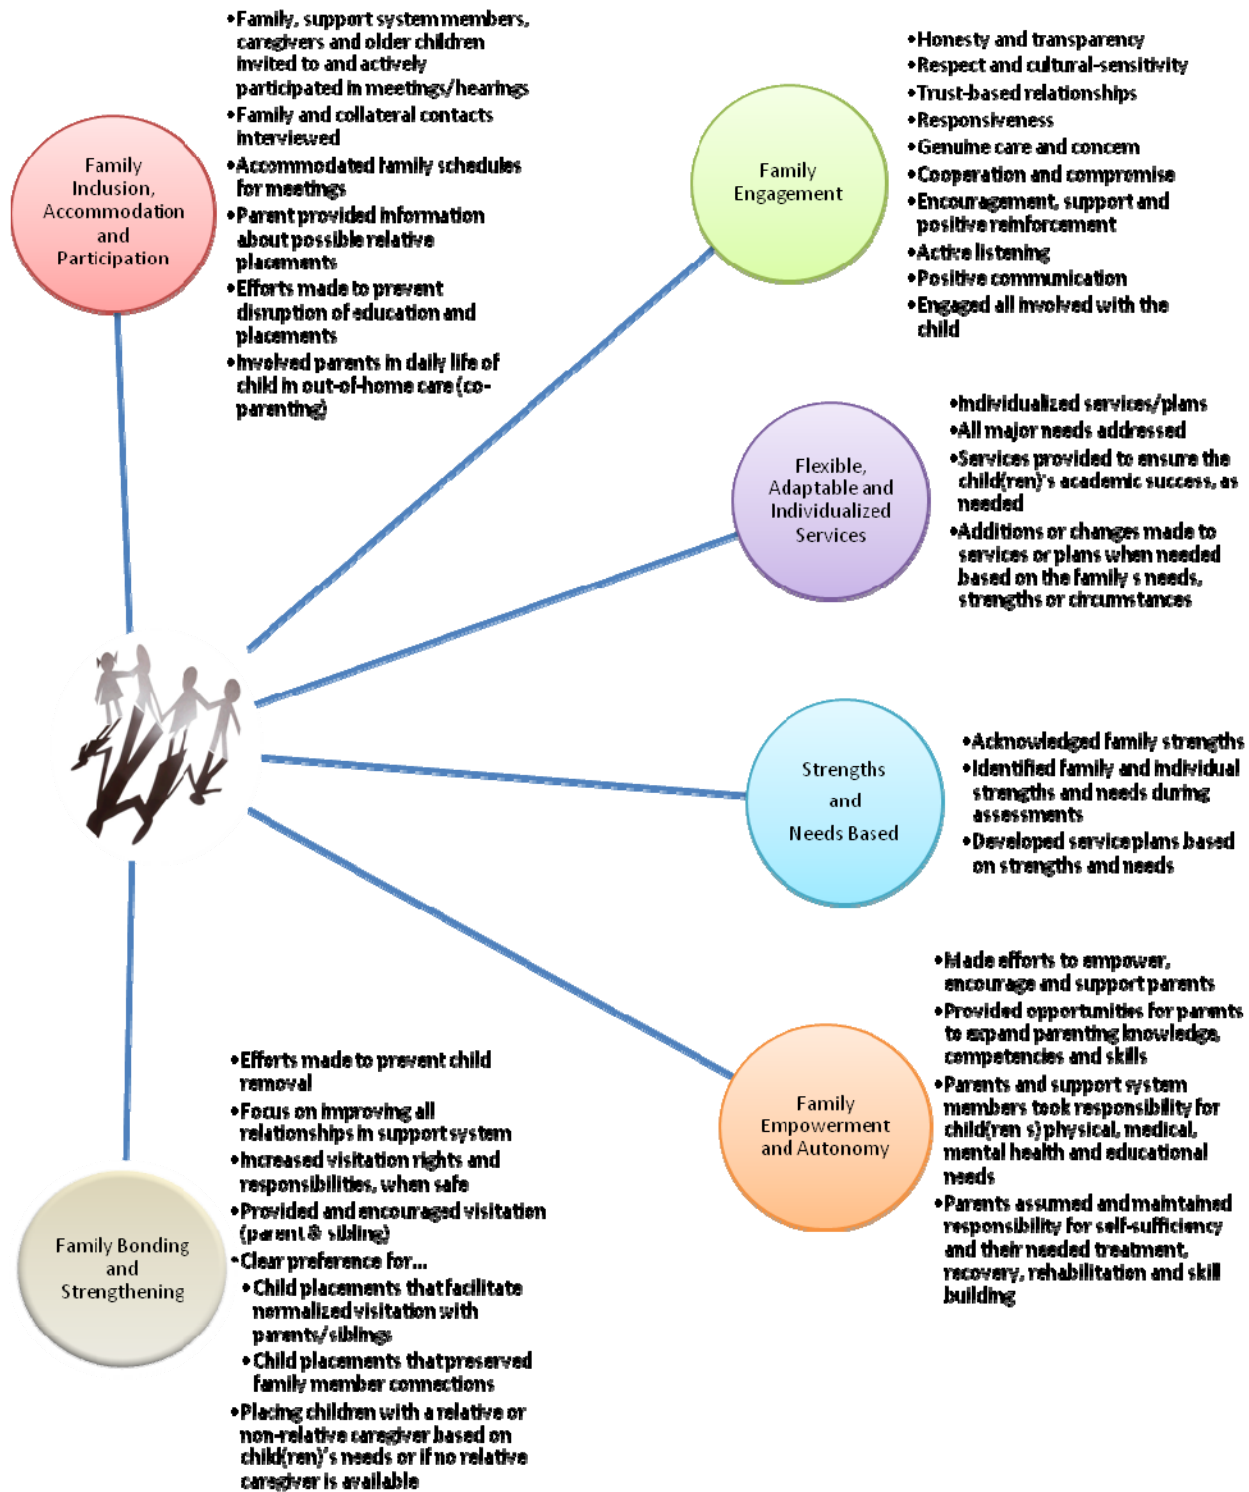 Family
Inclusion,
Accommodation
and
Participation
•Family, support system members,
caregivers and older children
invited to and actively
participated in meetings/hearings
•Family and collateral contacts
interviewed
•Accommodated family schedules
for meetings
•Parent provided information
about possible relative
placements
•Efforts made to prevent
disruption of education and
placements
•Involved parents in daily life of
child in out-of-home care (co-
parenting)
Family
Engagement
•Honesty and transparency
•Respect and cultural-sensitivity
•Trust-based relationships
•Responsiveness
•Genuine care and concern
•Cooperation and compromise
•Encouragement, support and
positive reinforcement
•Active listening
•Positive communication
•Engaged all involved with the
child
Flexible,
Adaptable and
Individualized
Services
•Individualized services/plans
•All major needs addressed
•Services provided to ensure the
child(ren)'s academic success, as
needed
•Additions or changes made to
services or plans when needed
based on the family s needs,
strengths or circumstances
Strengths
and
Needs Based
•Acknowledged family strengths
•Identified family and individual
strengths and needs during
assessments
•Developed service plans based
on strengths and needs
Family
Empowerment
and Autonomy
•Made efforts to empower,
encourage and support parents
•Provided opportunities for parents
to expand parenting knowledge,
competencies and skills
•Parents and support system
members took responsibility for
child(ren s) physical, medical,
mental health and educational
needs
•Parents assumed and maintained
responsibility for self-sufficiency
and their needed treatment,
recovery, rehabilitation and skill
building
Family Bonding
and
Strengthening
•Efforts made to prevent child
removal
•Focus on improving all
relationships in support system
•Increased visitation rights and
responsibilities, when safe
•Provided and encouraged visitation
(parent & sibling)
•Clear preference for...
•Child placements that facilitate
normalized visitation with
parents/siblings
•Child placements that preserved
family member connections
•Placing children with a relative or
non-relative caregiver based on
child(ren)'s needs or if no relative
caregiver is available